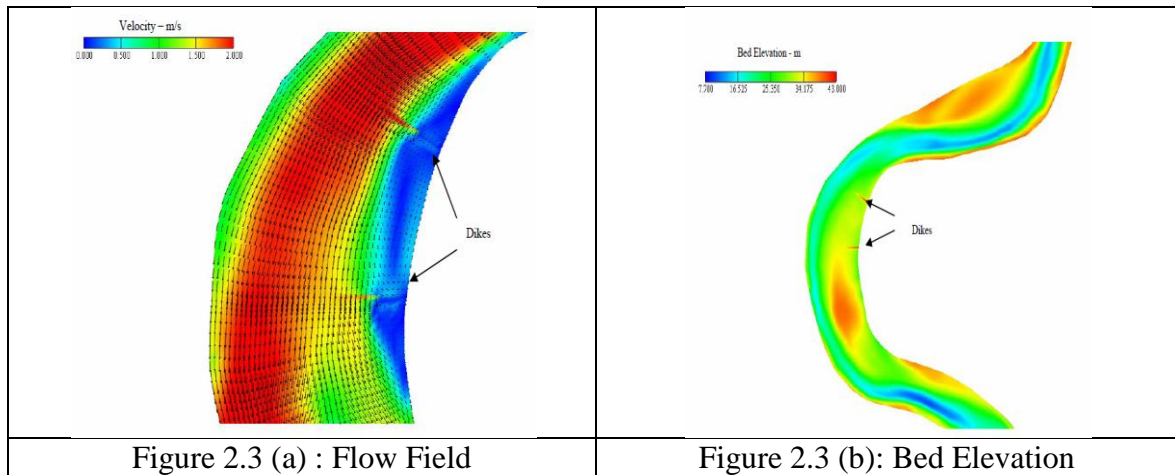 Velocity – m/s
0.000 0.500 1.000 1.500 2.000
Dikes
Bed Elevation - m
7.700 16.525 25.350 34.175 43.000
Dikes
Figure 2.3 (a) : Flow Field
Figure 2.3 (b): Bed Elevation